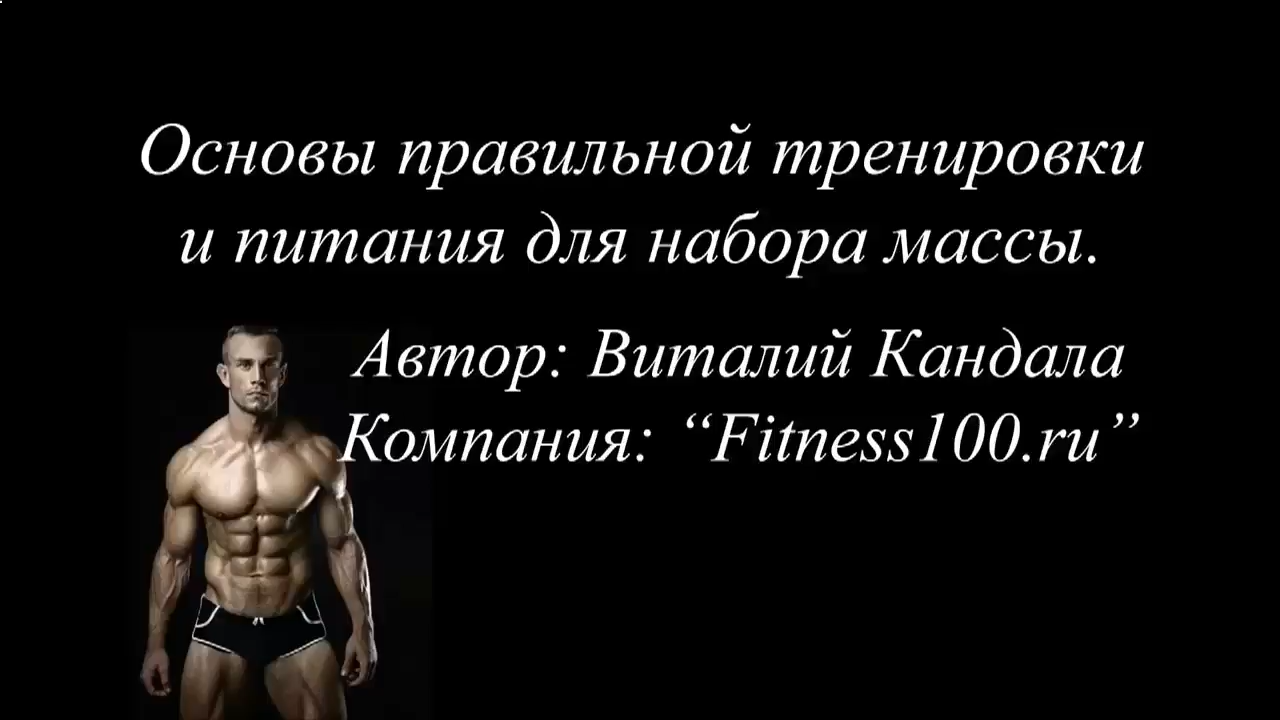 Основы правильной тренировки
и питания для набора массы.
Автор: Виталий Кандала
Компания: “Fitness100.ru”